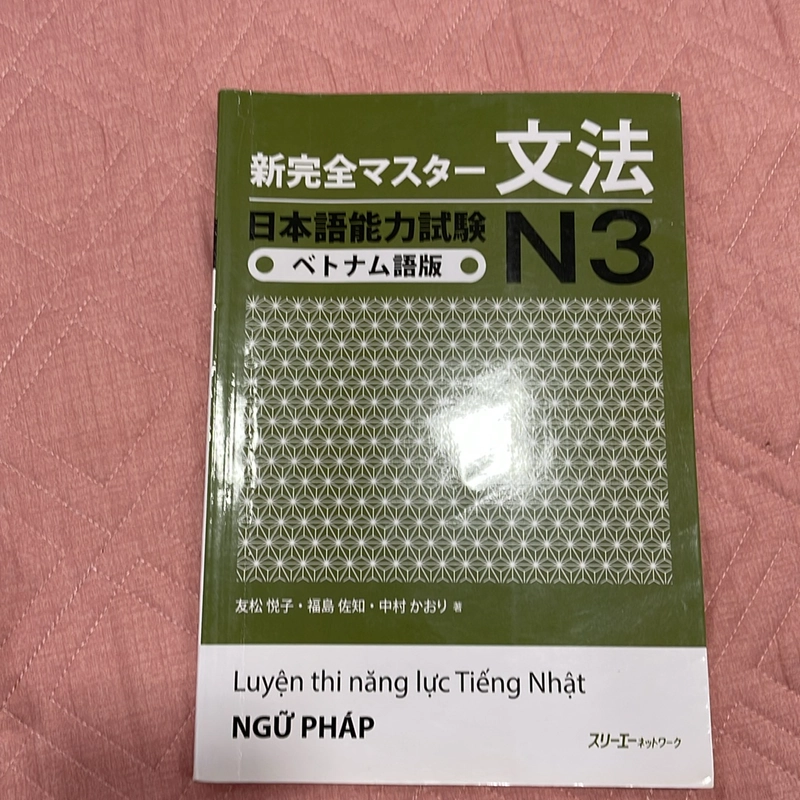 新完全マスター 文法
日本語能力試験 N3
ベトナム語版
友松 悦子・福島 佐知・中村 かおり 著
Luyện thi năng lực Tiếng Nhật
NGỮ PHÁP
スリーエーネットワーク